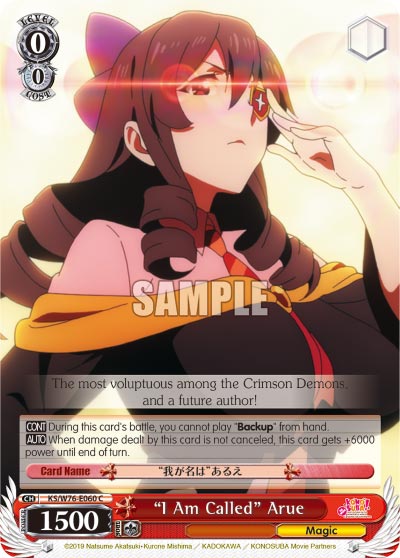 LEVEL
0
0
COST
SAMPLE
The most voluptuous among the Crimson Demons,
and a future author!
CONT During this card's battle, you cannot play "Backup" from hand.
AUTO When damage dealt by this card is not canceled, this card gets +6000
power until end of turn.
Card Name
"我が名は"あるえ
CH KS/W76-E060 C
POWER
1500
SOUL
"I Am Called" Arue
Magic
©2019 Natsume Akatsuki・Kurone Mishima / KADOKAWA / KONOSUBA Movie Partners